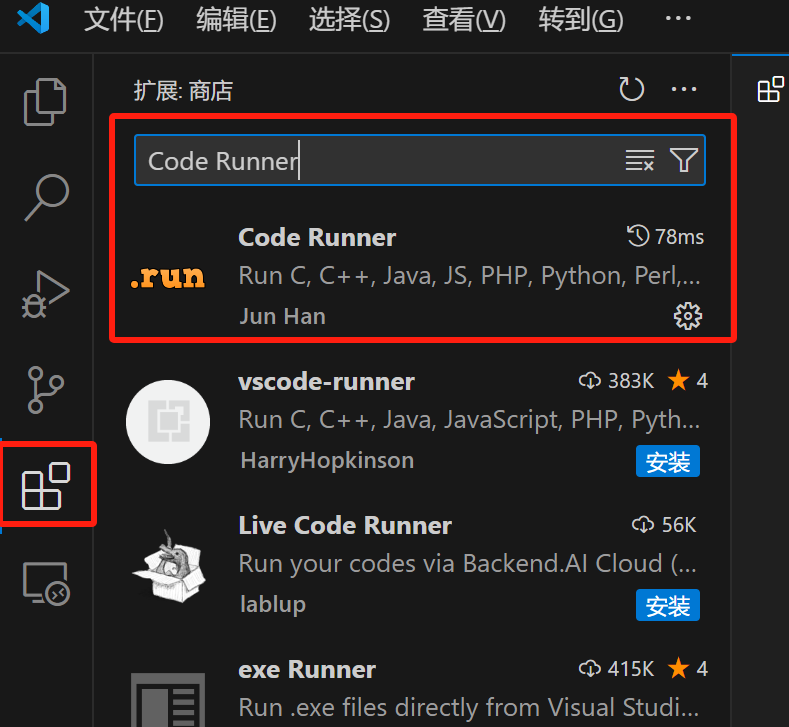 文件(F) 编辑(E) 选择(S) 查看(V) 转到(G) ···
扩展: 商店 ···
Code Runner
Code Runner 78ms
.run
Run C, C++, Java, JS, PHP, Python, Perl,...
Jun Han
vscode-runner 383K 4
Run C, C++, Java, JavaScript, PHP, Pyth...
HarryHopkinson 安装
Live Code Runner 56K
Run your codes via Backend.AI Cloud (...
lablup 安装
exe Runner 415K 4
Run .exe files directly from Visual Studi...